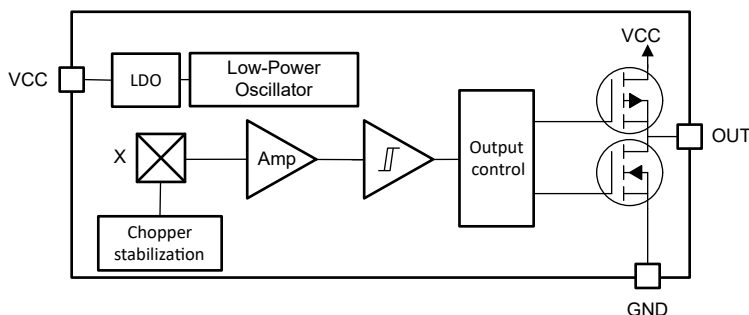 VCC
VCC
LDO
Low-Power
Oscillator
X
Amp
Output
control
OUT
Chopper
stabilization
GND